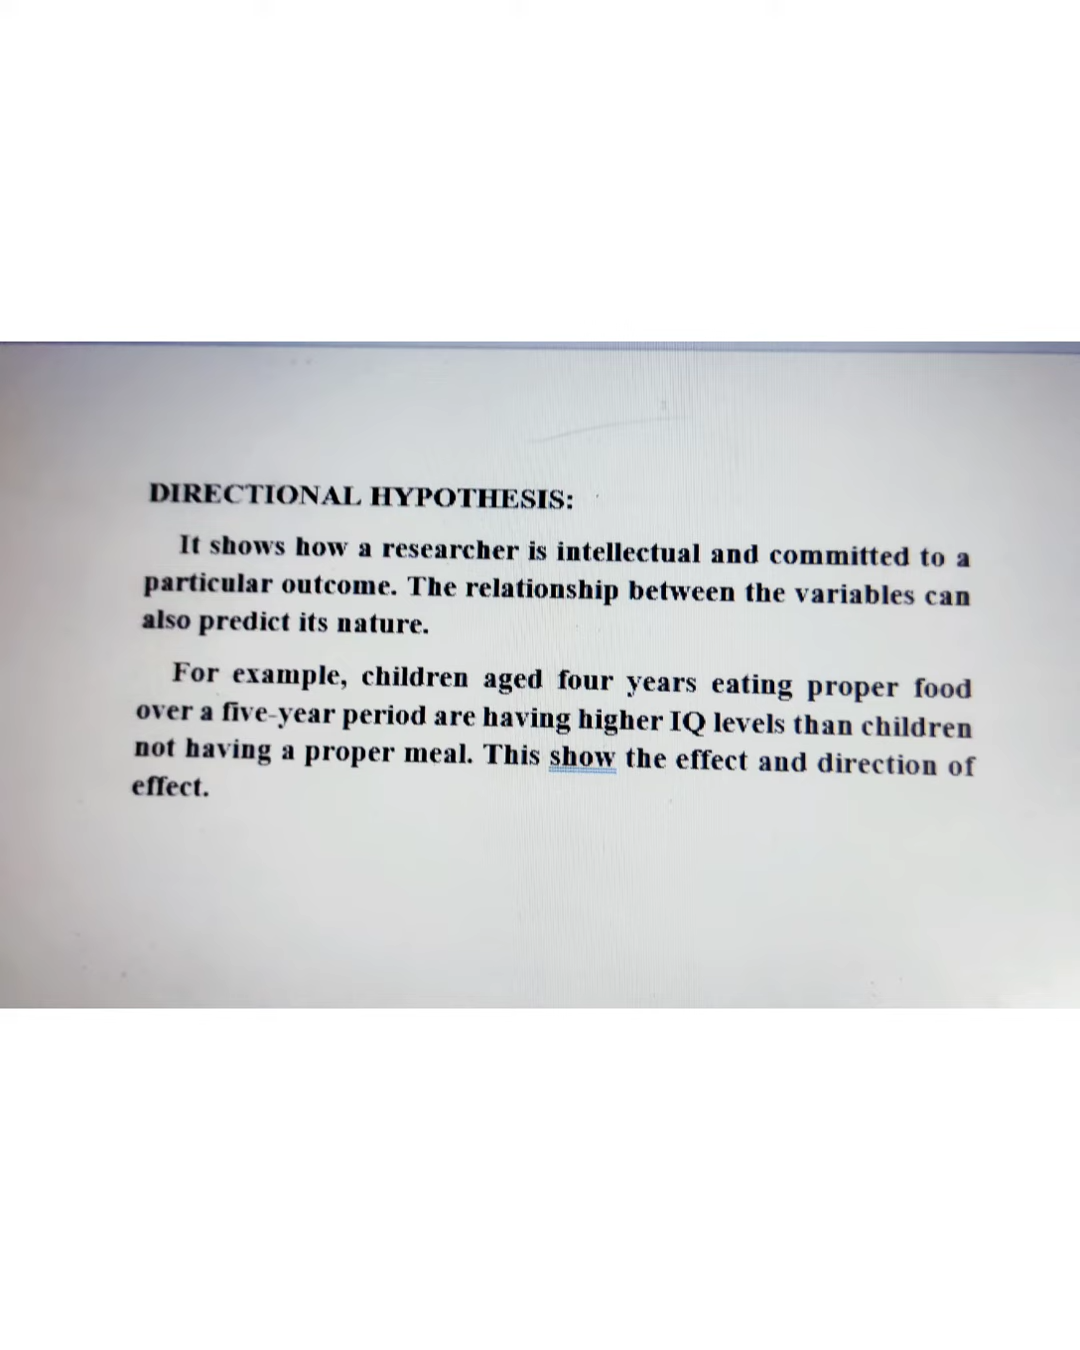 DIRECTIONAL HYPOTHESIS:
It shows how a researcher is intellectual and committed to a
particular outcome. The relationship between the variables can
also predict its nature.
For example, children aged four years eating proper food
over a five-year period are having higher IQ levels than children
not having a proper meal. This show the effect and direction of
effect.